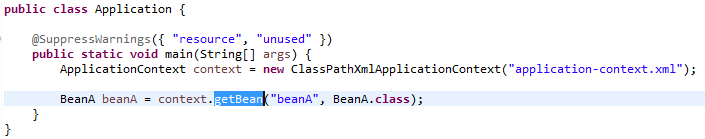 public class Application {
@SuppressWarnings({ "resource", "unused" })
public static void main(String[] args) {
ApplicationContext context = new ClassPathXmlApplicationContext("application-context.xml");
BeanA beanA = context.getBean("beanA", BeanA.class);
}
}